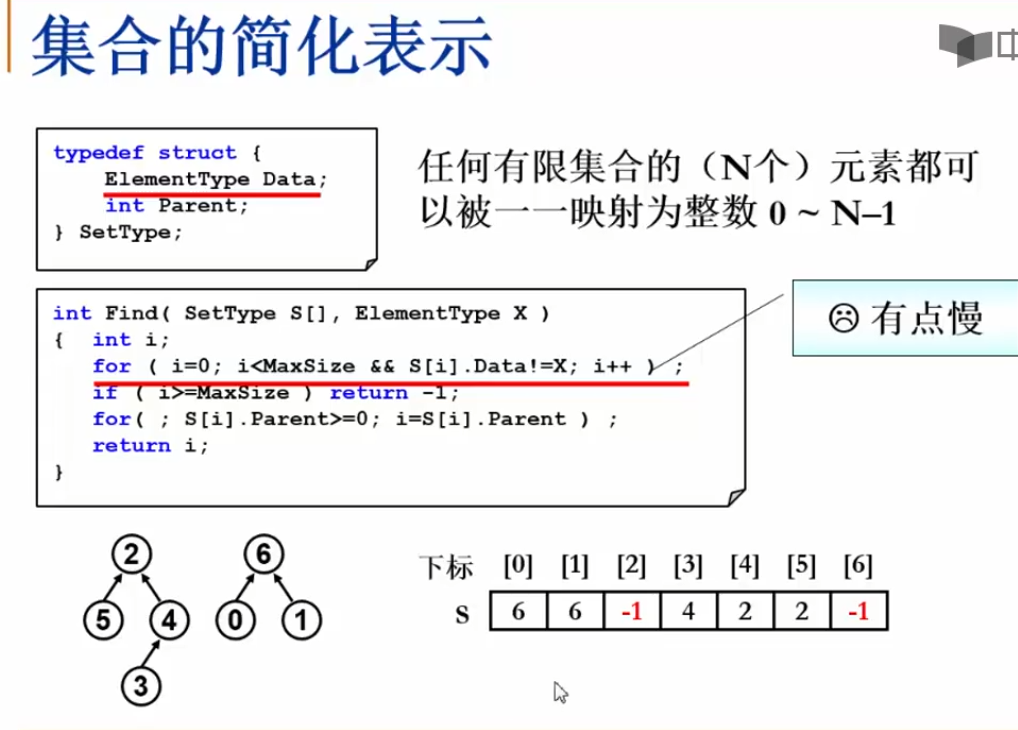 集合的简化表示
中
typedef struct {
ElementType Data;
int Parent;
} SetType;
任何有限集合的（N个）元素都可
以被一一映射为整数 0 ~ N–1
int Find( SetType S[], ElementType X )
{ int i;
for ( i=0; i<MaxSize && S[i].Data!=X; i++ ) ;
if ( i>=MaxSize ) return -1;
for( ; S[i].Parent>=0; i=S[i].Parent ) ;
return i;
}
☹ 有点慢
2
6
5
4
0
1
3
下标 [0] [1] [2] [3] [4] [5] [6]
S 6 6 -1 4 2 2 -1